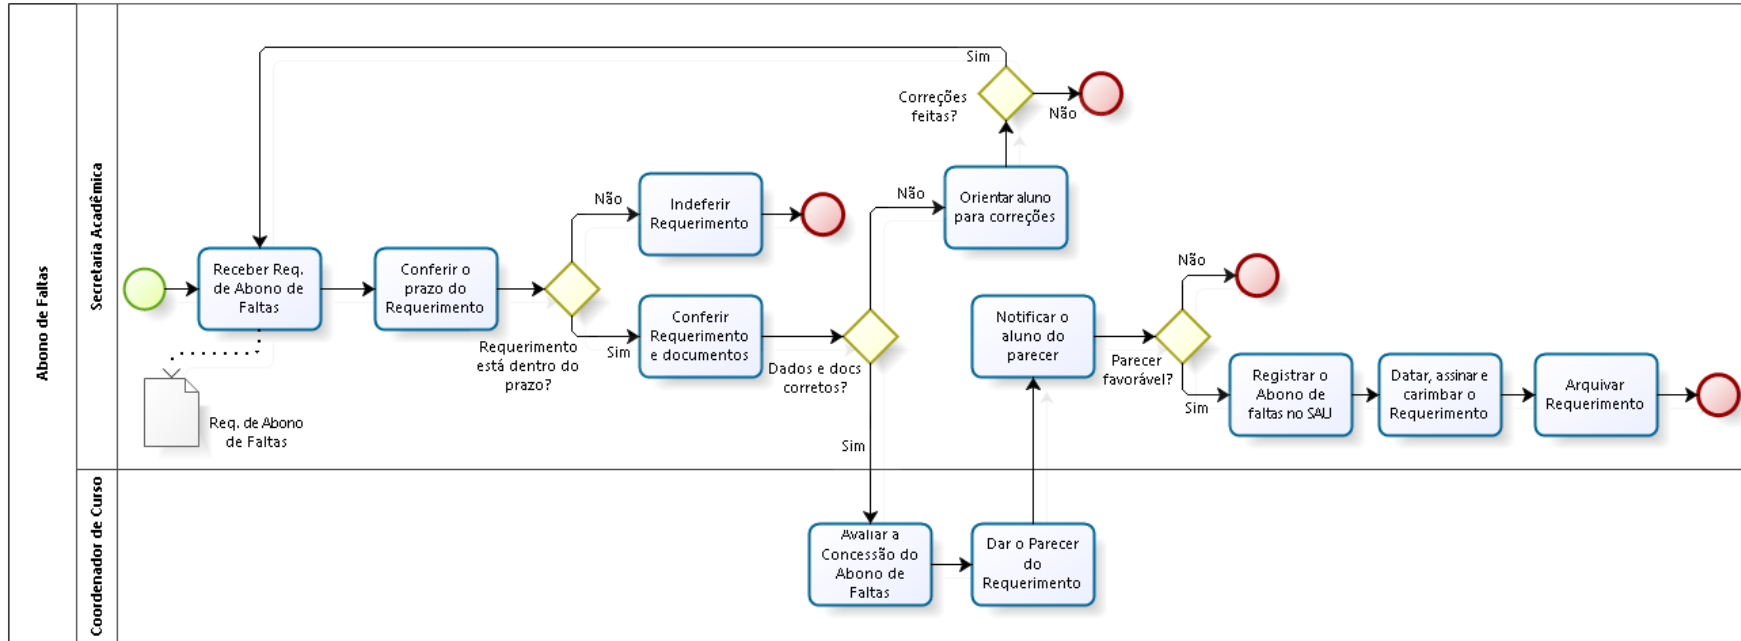 Abono de Faltas
Secretaria Acadêmica
Coordenador de Curso
Sim
Correções
feitas?
Não
Receber Req.
de Abono de
Faltas
Req. de Abono
de Faltas
Conferir o
prazo do
Requerimento
Requerimento
está dentro do
prazo?
Não
Indeferir
Requerimento
Sim
Conferir
Requerimento
e documentos
Dados e docs
corretos?
Não
Orientar aluno
para correções
Sim
Avaliar a
Concessão do
Abono de
Faltas
Dar o Parecer
do
Requerimento
Notificar o
aluno do
parecer
Parecer
favorável?
Não
Sim
Registrar o
Abono de
faltas no SAU
Datar, assinar e
carimbar o
Requerimento
Arquivar
Requerimento